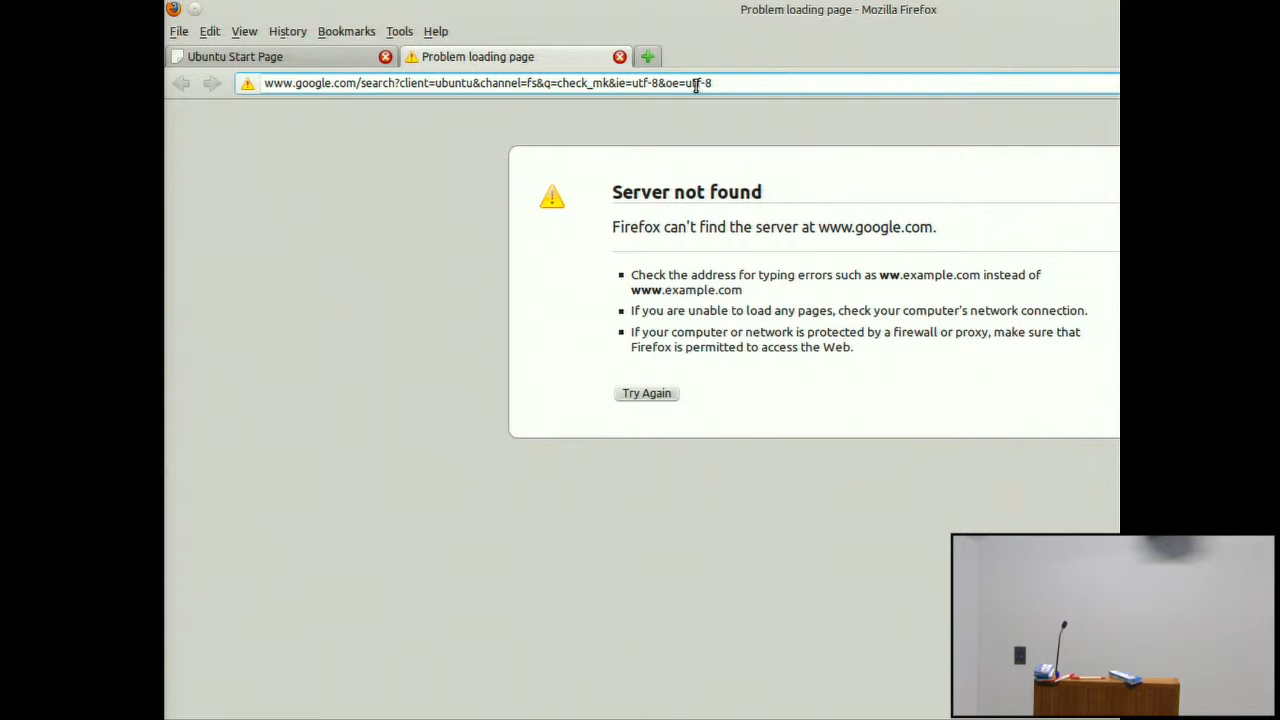 Problem loading page - Mozilla Firefox
File Edit View History Bookmarks Tools Help
Ubuntu Start Page
Problem loading page
www.google.com/search?client=ubuntu&channel=fs&q=check_mk&ie=utf-8&oe=utf-8
Server not found
Firefox can't find the server at www.google.com.
Check the address for typing errors such as ww.example.com instead of
www.example.com
If you are unable to load any pages, check your computer's network connection.
If your computer or network is protected by a firewall or proxy, make sure that
Firefox is permitted to access the Web.
Try Again